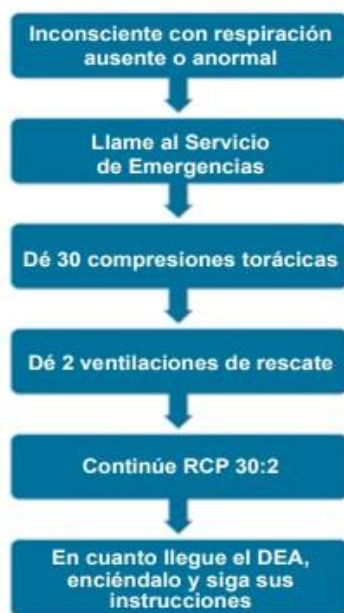 Inconsciente con respiración
ausente o anormal
Llame al Servicio
de Emergencias
Dé 30 compresiones torácicas
Dé 2 ventilaciones de rescate
Continúe RCP 30:2
En cuanto llegue el DEA,
enciéndalo y siga sus
instrucciones